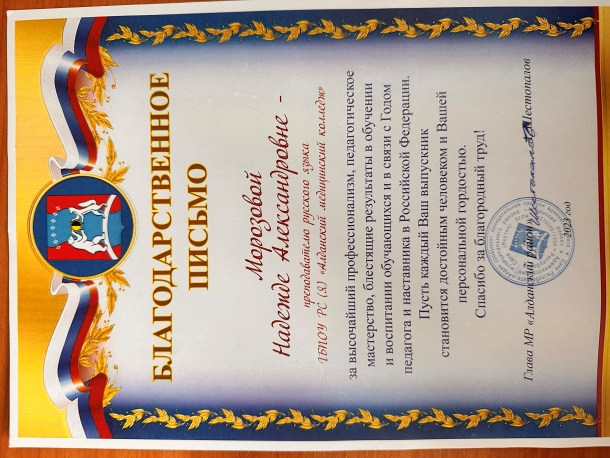 БЛАГОДАРСТВЕННОЕ
ПИСЬМО
Морозовой
Надежде Александровне -
преподавателю русского языка
ГБПОУ РС (Я) «Алданский медицинский колледж»
за высочайший профессионализм, педагогическое
мастерство, блестящие результаты в обучении
и воспитании обучающихся и в связи с Годом
педагога и наставника в Российской Федерации.
Пусть каждый Ваш выпускник
становится достойным человеком и Вашей
персональной гордостью.
Спасибо за благородный труд!
Глава МР «Алданский район» Шестопалов
2023 год